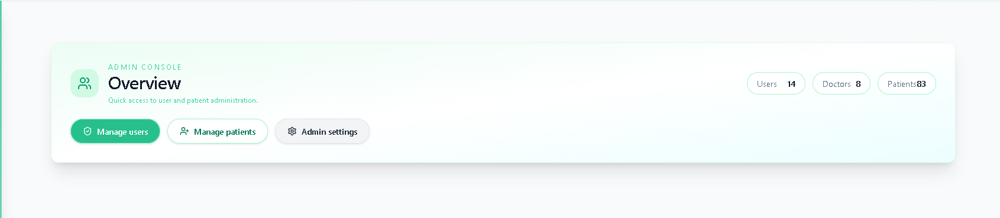 ADMIN CONSOLE
Overview
Quick access to user and patient administration.
Users 14
Doctors 8
Patients83
Manage users
Manage patients
Admin settings